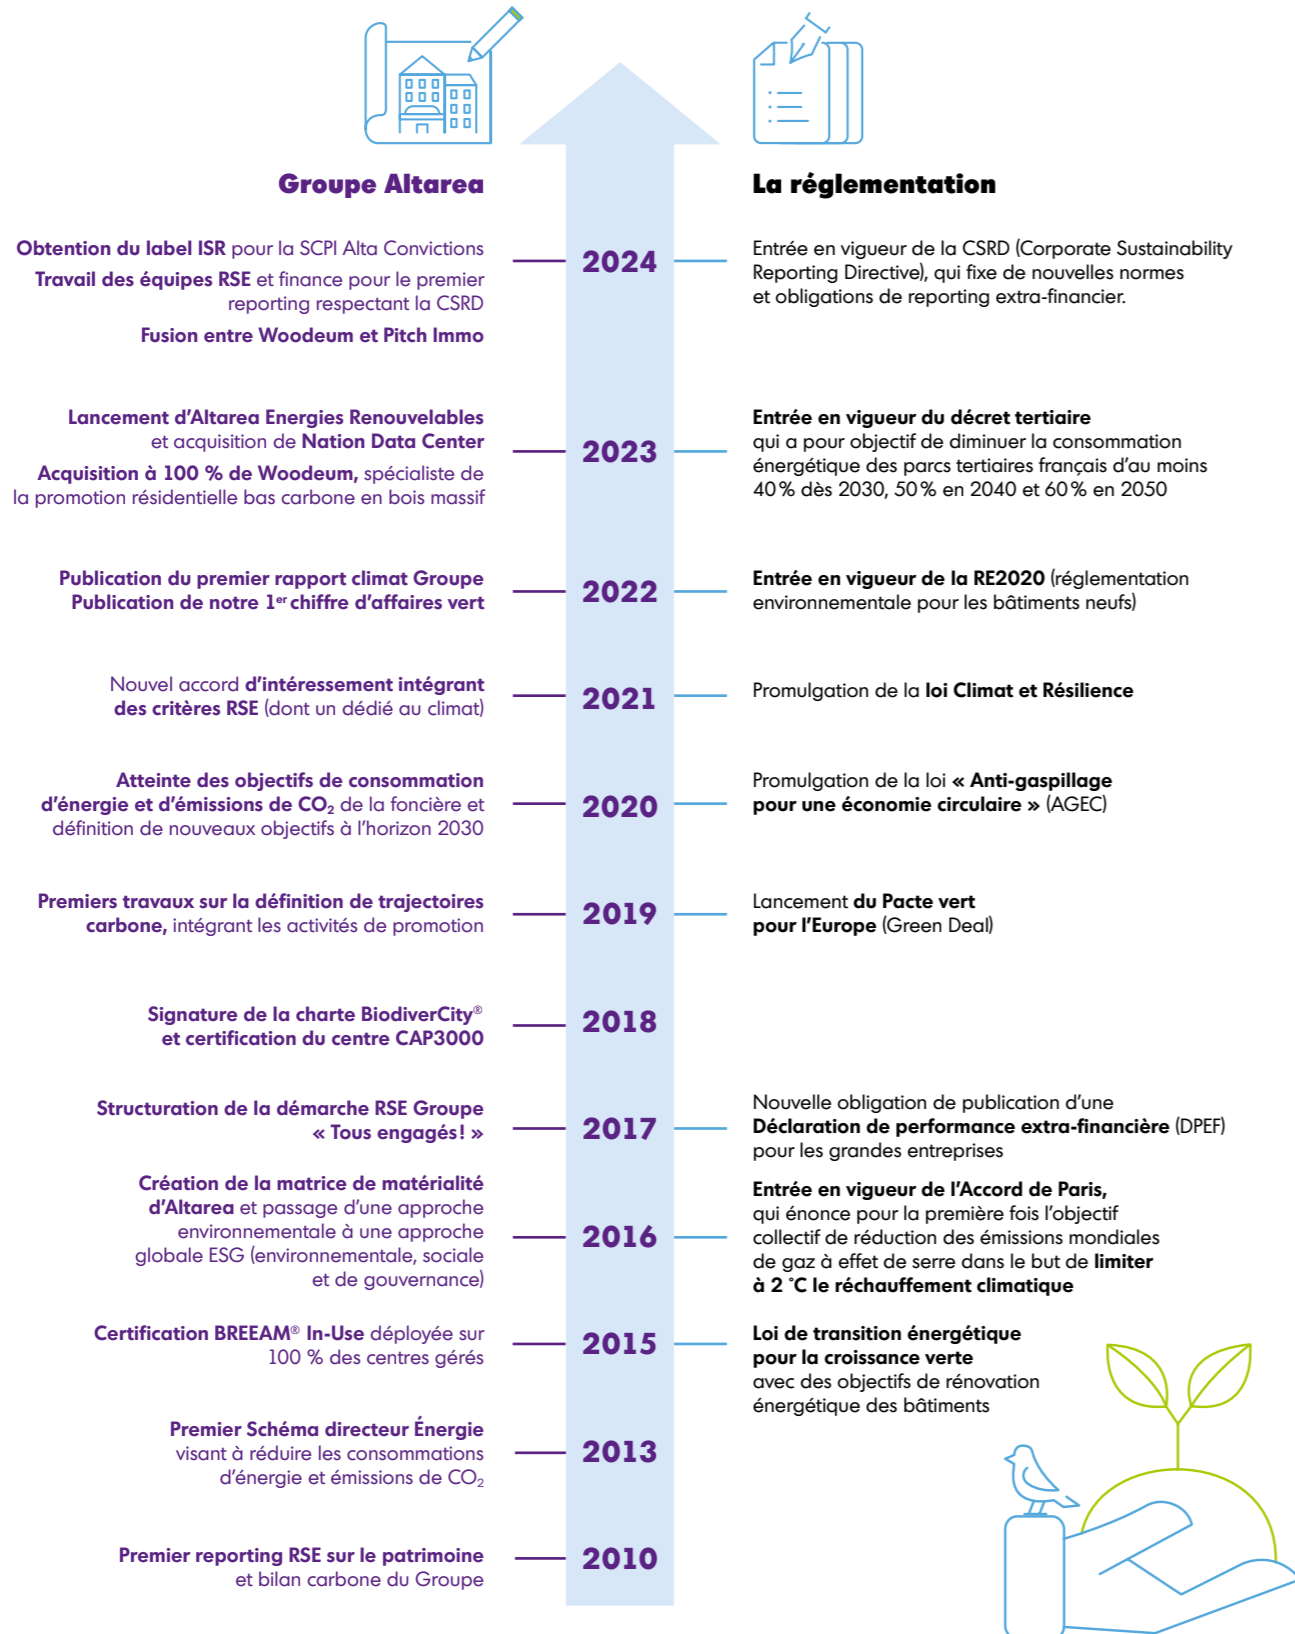 Groupe Altarea
La réglementation
2024
Obtention du label ISR pour la SCPI Alta Convictions
Travail des équipes RSE et finance pour le premier
reporting respectant la CSRD
Fusion entre Woodeum et Pitch Immo
Entrée en vigueur de la CSRD (Corporate Sustainability
Reporting Directive), qui fixe de nouvelles normes
et obligations de reporting extra-financier.
2023
Lancement d’Altarea Energies Renouvelables
et acquisition de Nation Data Center
Acquisition à 100 % de Woodeum, spécialiste de
la promotion résidentielle bas carbone en bois massif
Entrée en vigueur du décret tertiaire
qui a pour objectif de diminuer la consommation
énergétique des parcs tertiaires français d’au moins
40 % dès 2030, 50 % en 2040 et 60 % en 2050
2022
Publication du premier rapport climat Groupe
Publication de notre 1er chiffre d’affaires vert
Entrée en vigueur de la RE2020 (réglementation
environnementale pour les bâtiments neufs)
2021
Nouvel accord d’intéressement intégrant
des critères RSE (dont un dédié au climat)
Promulgation de la loi Climat et Résilience
2020
Atteinte des objectifs de consommation
d’énergie et d’émissions de CO₂ de la foncière et
définition de nouveaux objectifs à l’horizon 2030
Promulgation de la loi « Anti-gaspillage
pour une économie circulaire » (AGEC)
2019
Premiers travaux sur la définition de trajectoires
carbone, intégrant les activités de promotion
Lancement du Pacte vert
pour l’Europe (Green Deal)
2018
Signature de la charte BiodiverCity®
et certification du centre CAP3000
2017
Structuration de la démarche RSE Groupe
« Tous engagés ! »
Nouvelle obligation de publication d’une
Déclaration de performance extra-financière (DPEF)
pour les grandes entreprises
2016
Création de la matrice de matérialité
d’Altarea et passage d’une approche
environnementale à une approche
globale ESG (environnementale, sociale
et de gouvernance)
Entrée en vigueur de l’Accord de Paris,
qui énonce pour la première fois l’objectif
collectif de réduction des émissions mondiales
de gaz à effet de serre dans le but de limiter
à 2 °C le réchauffement climatique
2015
Certification BREEAM® In-Use déployée sur
100 % des centres gérés
Loi de transition énergétique
pour la croissance verte
avec des objectifs de rénovation
énergétique des bâtiments
2013
Premier Schéma directeur Énergie
visant à réduire les consommations
d’énergie et émissions de CO₂
2010
Premier reporting RSE sur le patrimoine
et bilan carbone du Groupe